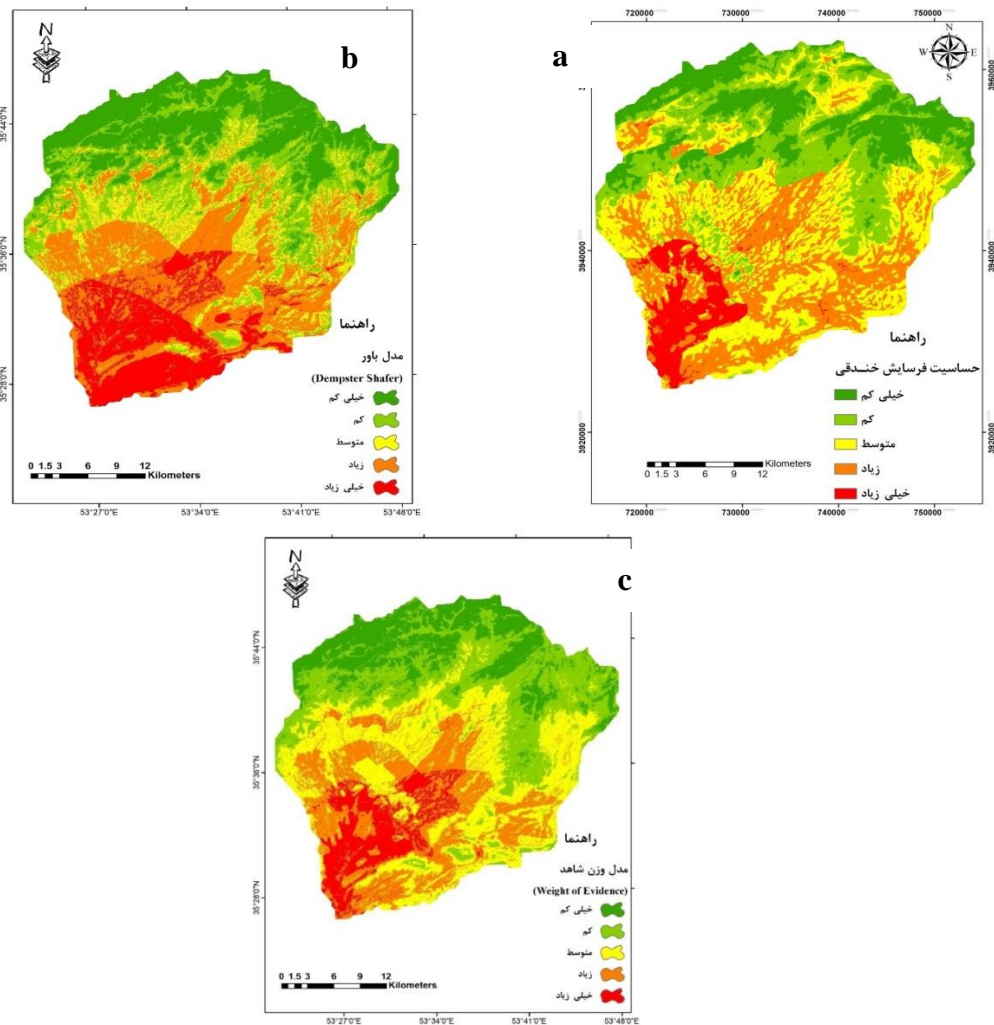 b
N
35°44'0"N
35°36'0"N
35°28'0"N
راهنما
مدل باور
(Dempster Shafer)
خیلی کم
کم
متوسط
زیاد
خیلی زیاد
0 1.5 3 6 9 12
Kilometers
53°27'0"E 53°34'0"E 53°41'0"E 53°48'0"E
a
720000 730000 740000 750000
N
W E
S
3960000
3940000
3940000
3920000
3920000
راهنما
حساسیت فرسایش خندقی
خیلی کم
کم
متوسط
زیاد
خیلی زیاد
0 1.5 3 6 9 12
Kilometers
720000 730000 740000 750000
c
N
35°44'0"N
35°36'0"N
35°28'0"N
راهنما
مدل وزن شاهد
(Weight of Evidence)
خیلی کم
کم
متوسط
زیاد
خیلی زیاد
0 1.5 3 6 9 12
Kilometers
53°27'0"E 53°34'0"E 53°41'0"E 53°48'0"E